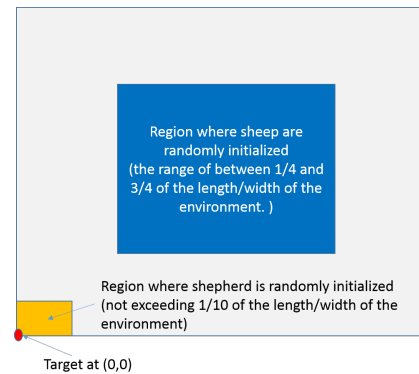 Region where sheep are
randomly initialized
(the range of between 1/4 and
3/4 of the length/width of the
environment. )
Region where shepherd is randomly initialized
(not exceeding 1/10 of the length/width of the
environment)
Target at (0,0)